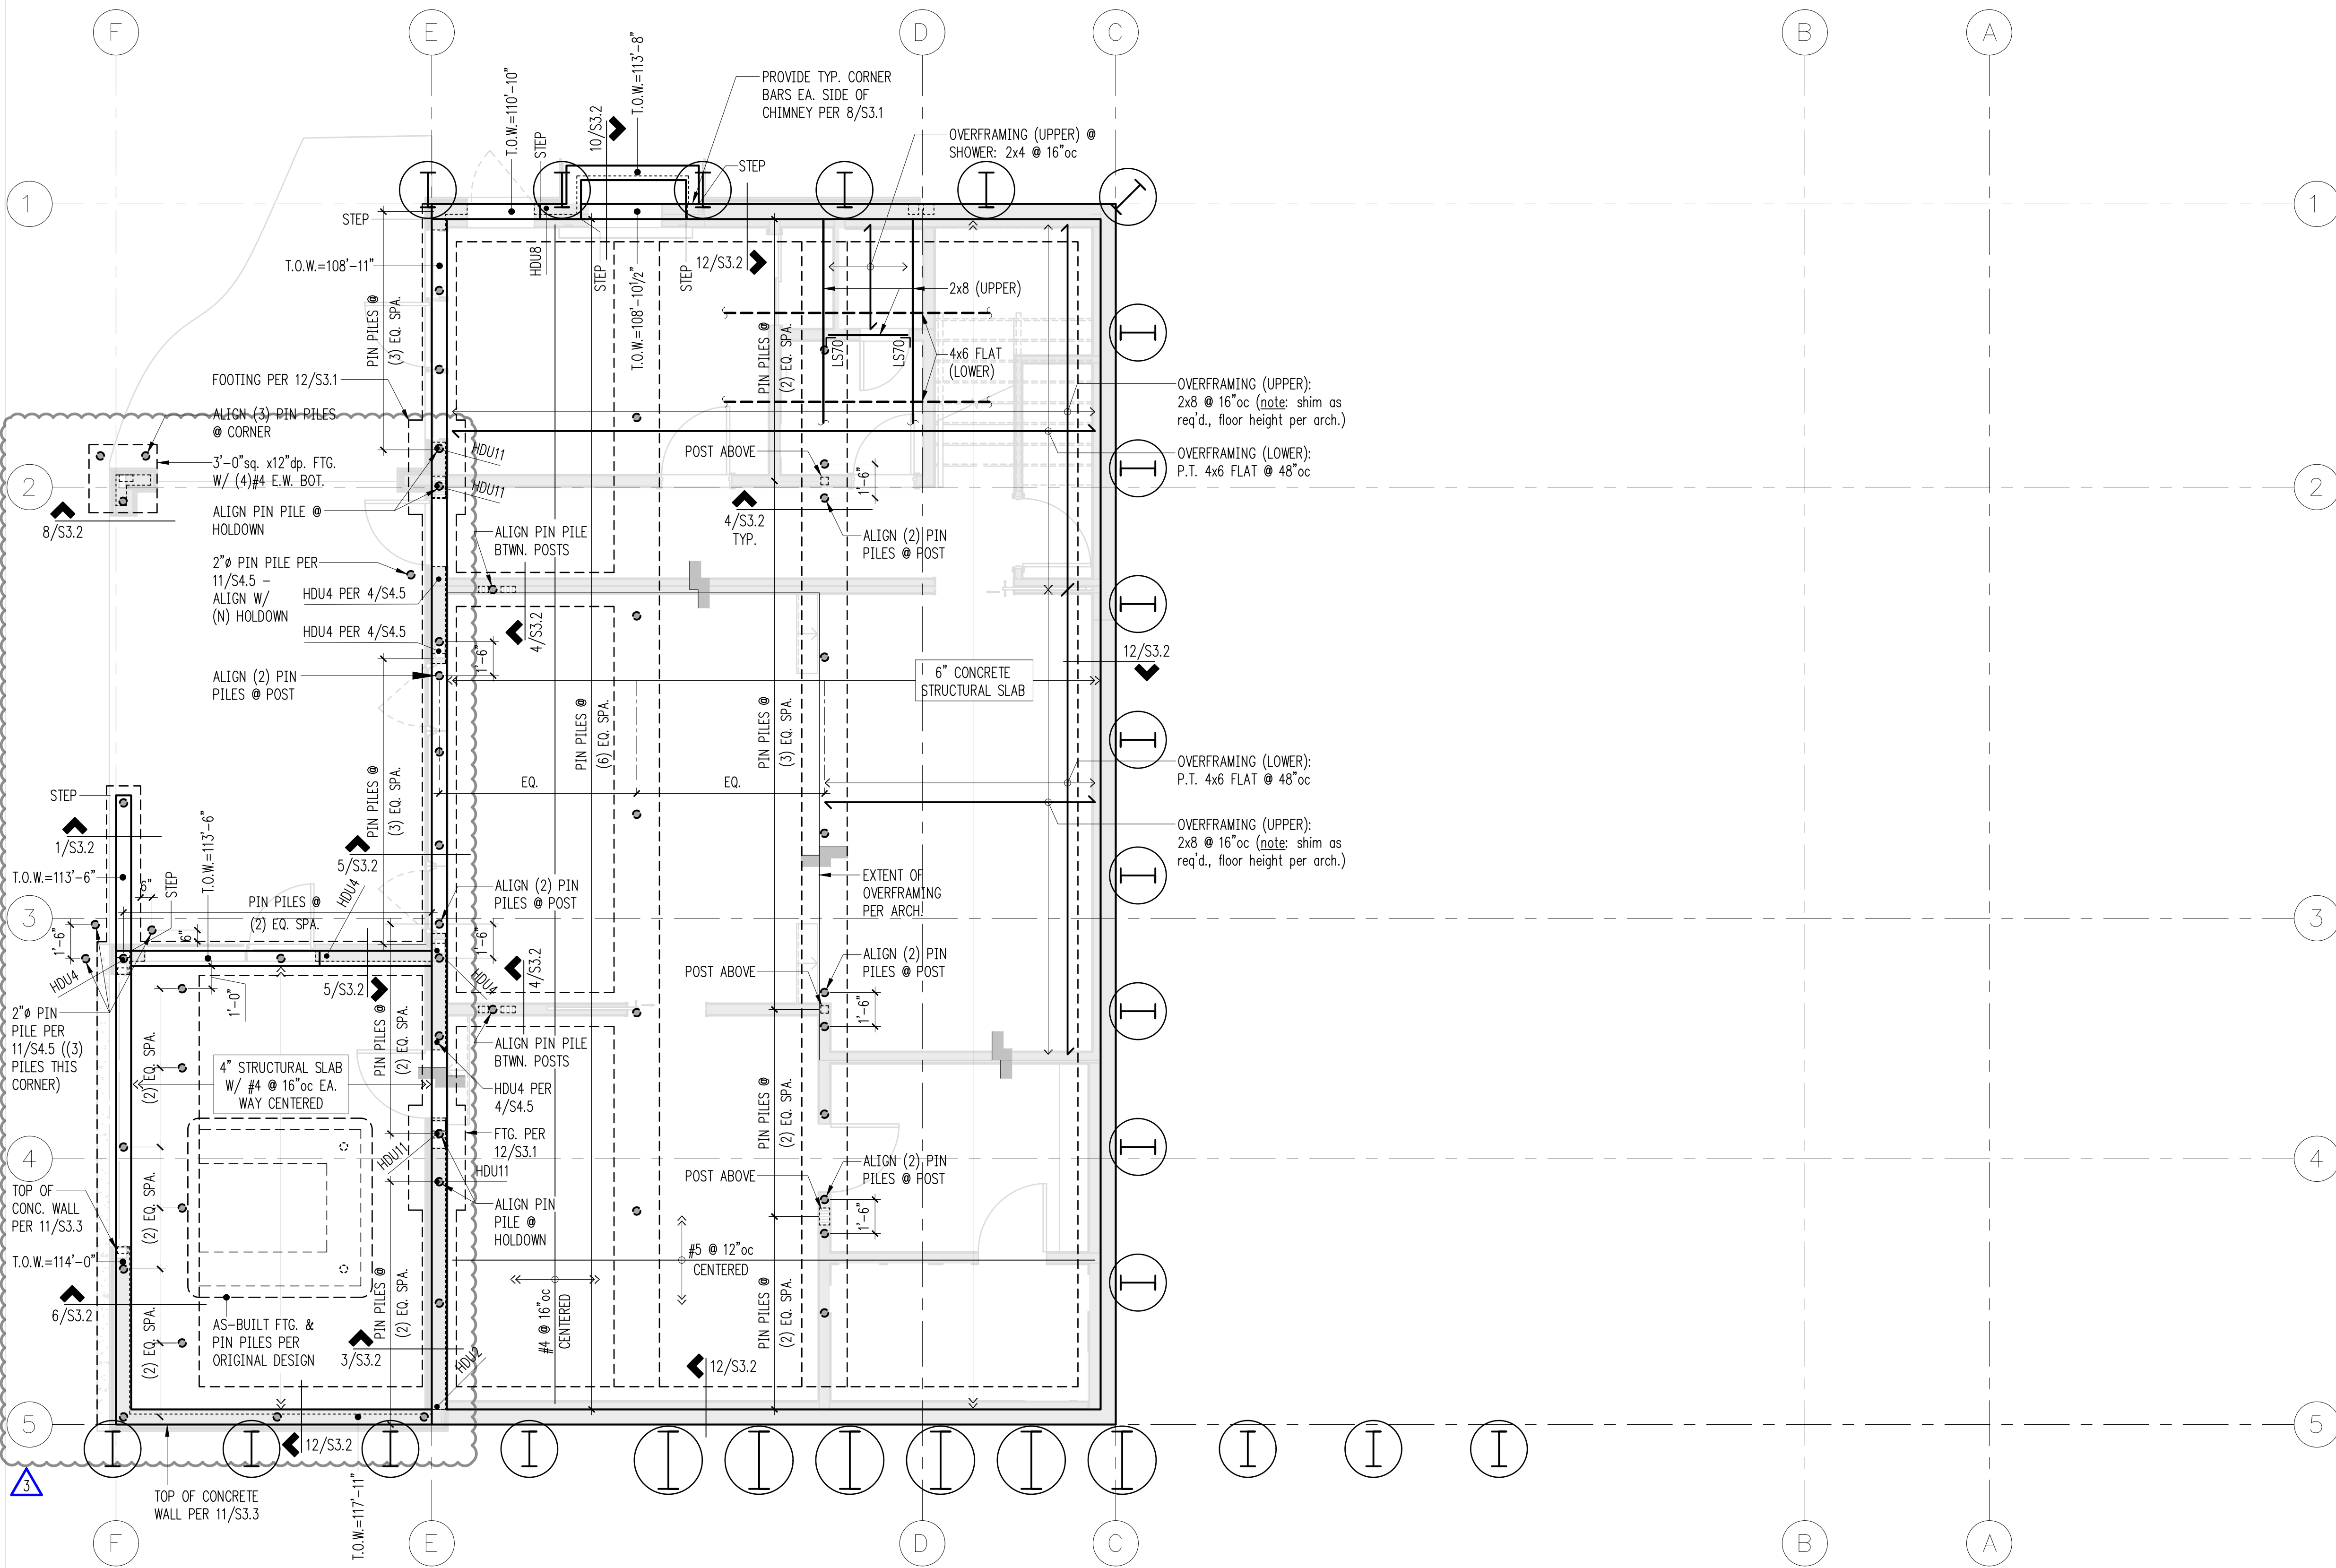 F
E
D
C
B
A
T.O.W.=110'-10"
STEP
10/S3.2
T.O.W.=113'-8"
PROVIDE TYP. CORNER
BARS EA. SIDE OF
CHIMNEY PER 8/S3.1
STEP
OVERFRAMING (UPPER) @
SHOWER: 2x4 @ 16"oc
1
1
STEP
T.O.W.=108'-11"
HDU8
STEP
T.O.W.=108'-10½"
STEP
12/S3.2
2x8 (UPPER)
PIN PILES @
(3) EQ. SPA.
PIN PILES @
(2) EQ. SPA.
LS70
LS70
4x6 FLAT
(LOWER)
FOOTING PER 12/S3.1
ALIGN (3) PIN PILES
@ CORNER
3'-0"sq. x12"dp. FTG.
W/ (4)#4 E.W. BOT.
HDU11
HDU11
POST ABOVE
1'-6"
OVERFRAMING (UPPER):
2x8 @ 16"oc (note: shim as
req'd., floor height per arch.)
OVERFRAMING (LOWER):
P.T. 4x6 FLAT @ 48"oc
2
2
8/S3.2
ALIGN PIN PILE @
HOLDOWN
4/S3.2
TYP.
ALIGN (2) PIN
PILES @ POST
ALIGN PIN PILE
BTWN. POSTS
2"ø PIN PILE PER
11/S4.5 –
ALIGN W/
(N) HOLDOWN
HDU4 PER 4/S4.5
HDU4 PER 4/S4.5
4/S3.2
1'-6"
ALIGN (2) PIN
PILES @ POST
6" CONCRETE
STRUCTURAL SLAB
12/S3.2
PIN PILES @
(6) EQ. SPA.
PIN PILES @
(3) EQ. SPA.
EQ.
EQ.
PIN PILES @
(3) EQ. SPA.
OVERFRAMING (LOWER):
P.T. 4x6 FLAT @ 48"oc
OVERFRAMING (UPPER):
2x8 @ 16"oc (note: shim as
req'd., floor height per arch.)
STEP
1/S3.2
T.O.W.=113'-6"
6"
STEP
T.O.W.=113'-6"
5/S3.2
HDU4
PIN PILES @
(2) EQ. SPA.
ALIGN (2) PIN
PILES @ POST
EXTENT OF
OVERFRAMING
PER ARCH.
3
3
1'-6"
6"
1'-6"
HDU4
HDU4
4/S3.2
POST ABOVE
ALIGN (2) PIN
PILES @ POST
1'-6"
2"ø PIN
PILE PER
11/S4.5 ((3)
PILES THIS
CORNER)
1'-0"
5/S3.2
(2) EQ. SPA.
4" STRUCTURAL SLAB
W/ #4 @ 16"oc EA.
WAY CENTERED
PIN PILES @
(2) EQ. SPA.
ALIGN PIN PILE
BTWN. POSTS
HDU4 PER
4/S4.5
FTG. PER
12/S3.1
HDU11
HDU11
PIN PILES @
(2) EQ. SPA.
4
4
TOP OF
CONC. WALL
PER 11/S3.3
(2) EQ. SPA.
ALIGN PIN
PILE @
HOLDOWN
POST ABOVE
ALIGN (2) PIN
PILES @ POST
1'-6"
T.O.W.=114'-0"
6/S3.2
(2) EQ. SPA.
AS-BUILT FTG. &
PIN PILES PER
ORIGINAL DESIGN
PIN PILES @
(2) EQ. SPA.
3/S3.2
HDU2
#4 @ 16"oc
CENTERED
#5 @ 12"oc
CENTERED
PIN PILES @
(2) EQ. SPA.
12/S3.2
5
5
12/S3.2
3
TOP OF CONCRETE
WALL PER 11/S3.3
T.O.W.=117'-11"
F
E
D
C
B
A